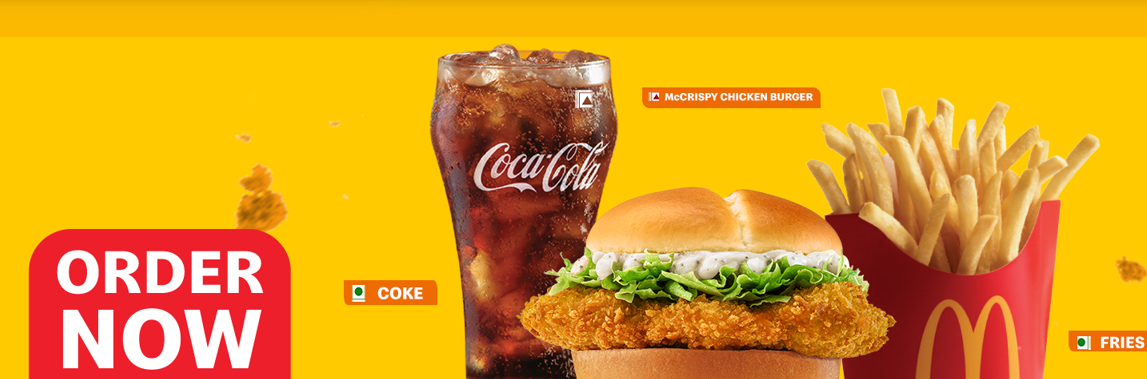 McCRISPY CHICKEN BURGER
Coca-Cola
ORDER
NOW
COKE
FRIES